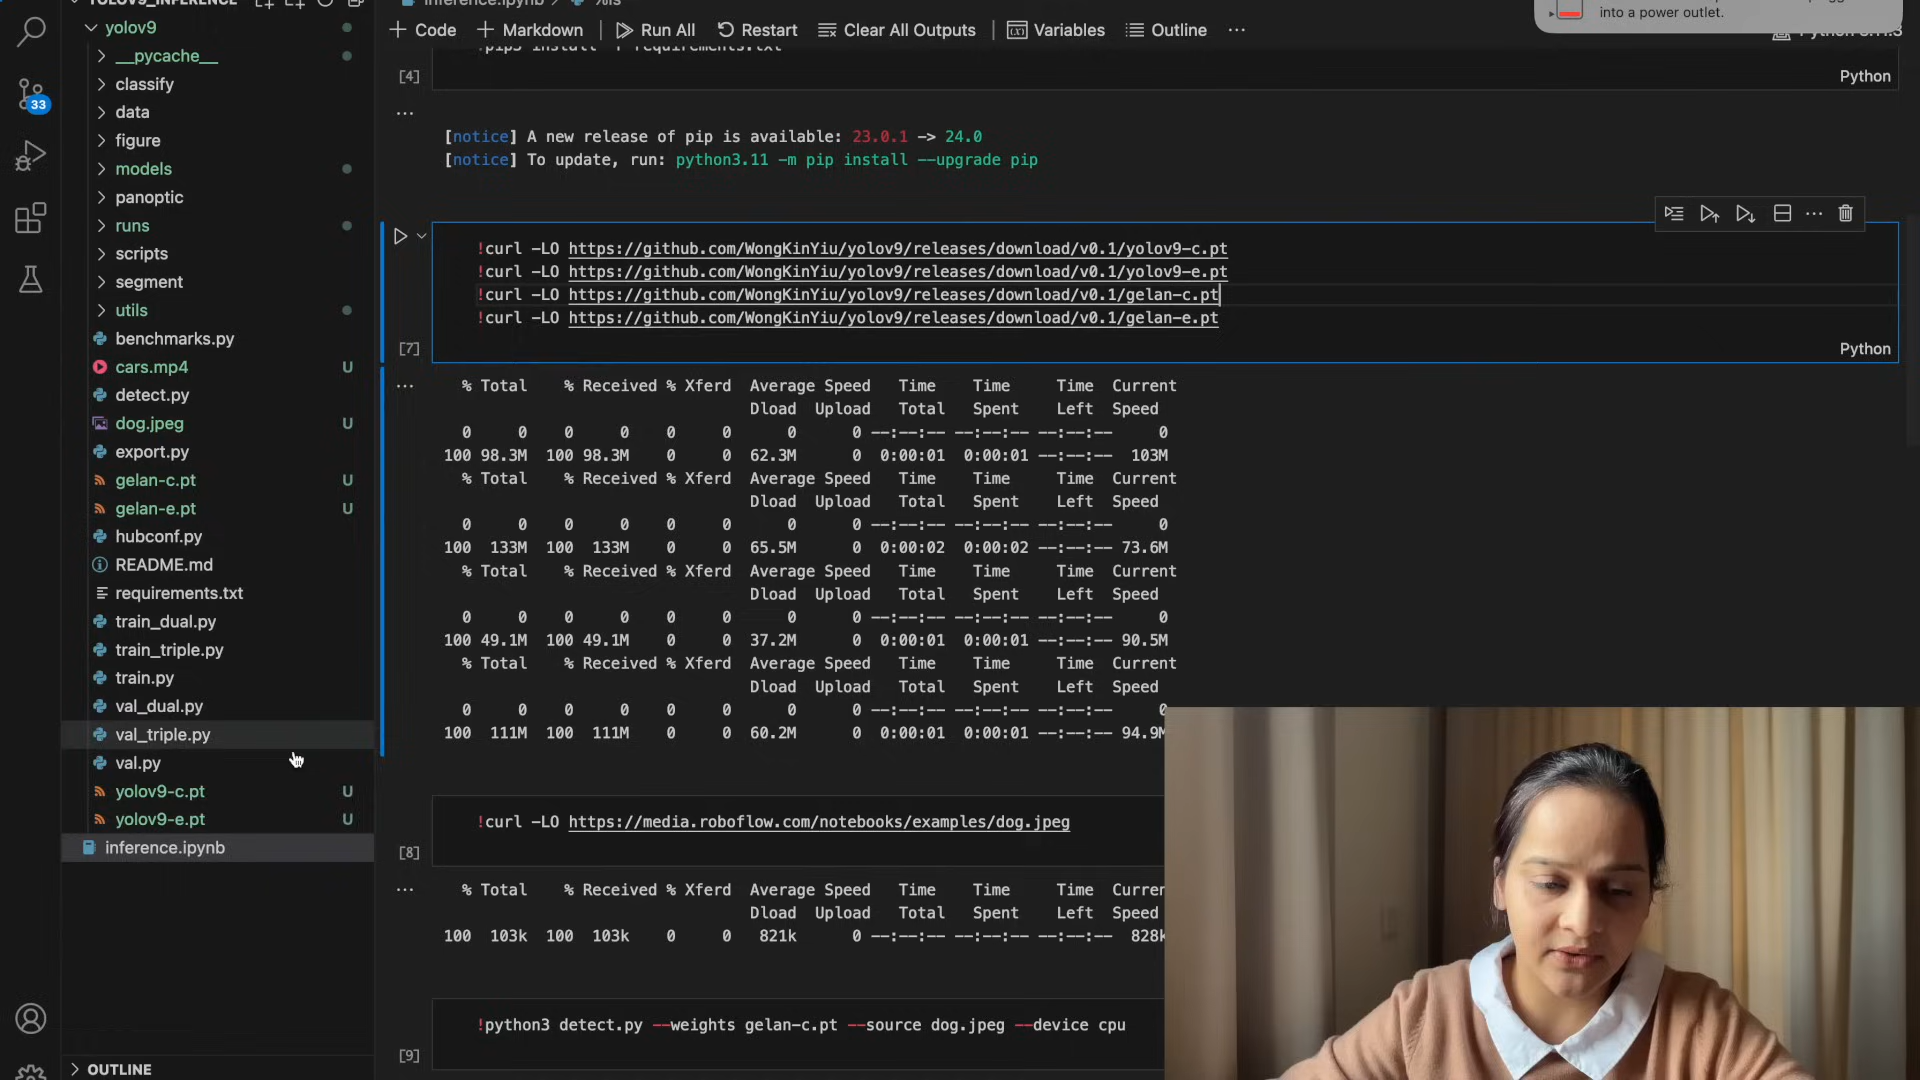 YOLOV9_INFERENCE
inference.ipynb >
into a power outlet.
+ Code + Markdown Run All Restart Clear All Outputs Variables Outline ...
Python 3.11.3
yolov9
__pycache__
classify
data
figure
models
panoptic
runs
scripts
segment
utils
benchmarks.py
cars.mp4 U
detect.py
dog.jpeg U
export.py
gelan-c.pt U
gelan-e.pt U
hubconf.py
README.md
requirements.txt
train_dual.py
train_triple.py
train.py
val_dual.py
val_triple.py
val.py
yolov9-c.pt U
yolov9-e.pt U
inference.ipynb
OUTLINE
33
!pip3 install -r requirements.txt
[4] Python
...
[notice] A new release of pip is available: 23.0.1 -> 24.0
[notice] To update, run: python3.11 -m pip install --upgrade pip
!curl -LO https://github.com/WongKinYiu/yolov9/releases/download/v0.1/yolov9-c.pt
!curl -LO https://github.com/WongKinYiu/yolov9/releases/download/v0.1/yolov9-e.pt
!curl -LO https://github.com/WongKinYiu/yolov9/releases/download/v0.1/gelan-c.pt
!curl -LO https://github.com/WongKinYiu/yolov9/releases/download/v0.1/gelan-e.pt
[7] Python
... % Total % Received % Xferd Average Speed Time Time Time Current
Dload Upload Total Spent Left Speed
0 0 0 0 0 0 0 0 --:--:-- --:--:-- --:--:-- 0
100 98.3M 100 98.3M 0 0 62.3M 0 0:00:01 0:00:01 --:--:-- 103M
% Total % Received % Xferd Average Speed Time Time Time Current
Dload Upload Total Spent Left Speed
0 0 0 0 0 0 0 0 --:--:-- --:--:-- --:--:-- 0
100 133M 100 133M 0 0 65.5M 0 0:00:02 0:00:02 --:--:-- 73.6M
% Total % Received % Xferd Average Speed Time Time Time Current
Dload Upload Total Spent Left Speed
0 0 0 0 0 0 0 0 --:--:-- --:--:-- --:--:-- 0
100 49.1M 100 49.1M 0 0 37.2M 0 0:00:01 0:00:01 --:--:-- 90.5M
% Total % Received % Xferd Average Speed Time Time Time Current
Dload Upload Total Spent Left Speed
0 0 0 0 0 0 0 0 --:--:-- --:--:-- --:--:-- 0
100 111M 100 111M 0 0 60.2M 0 0:00:01 0:00:01 --:--:-- 94.9M
!curl -LO https://media.roboflow.com/notebooks/examples/dog.jpeg
[8]
... % Total % Received % Xferd Average Speed Time Time Time Curren
Dload Upload Total Spent Left Speed
100 103k 100 103k 0 0 821k 0 --:--:-- --:--:-- --:--:-- 828k
!python3 detect.py --weights gelan-c.pt --source dog.jpeg --device cpu
[9]